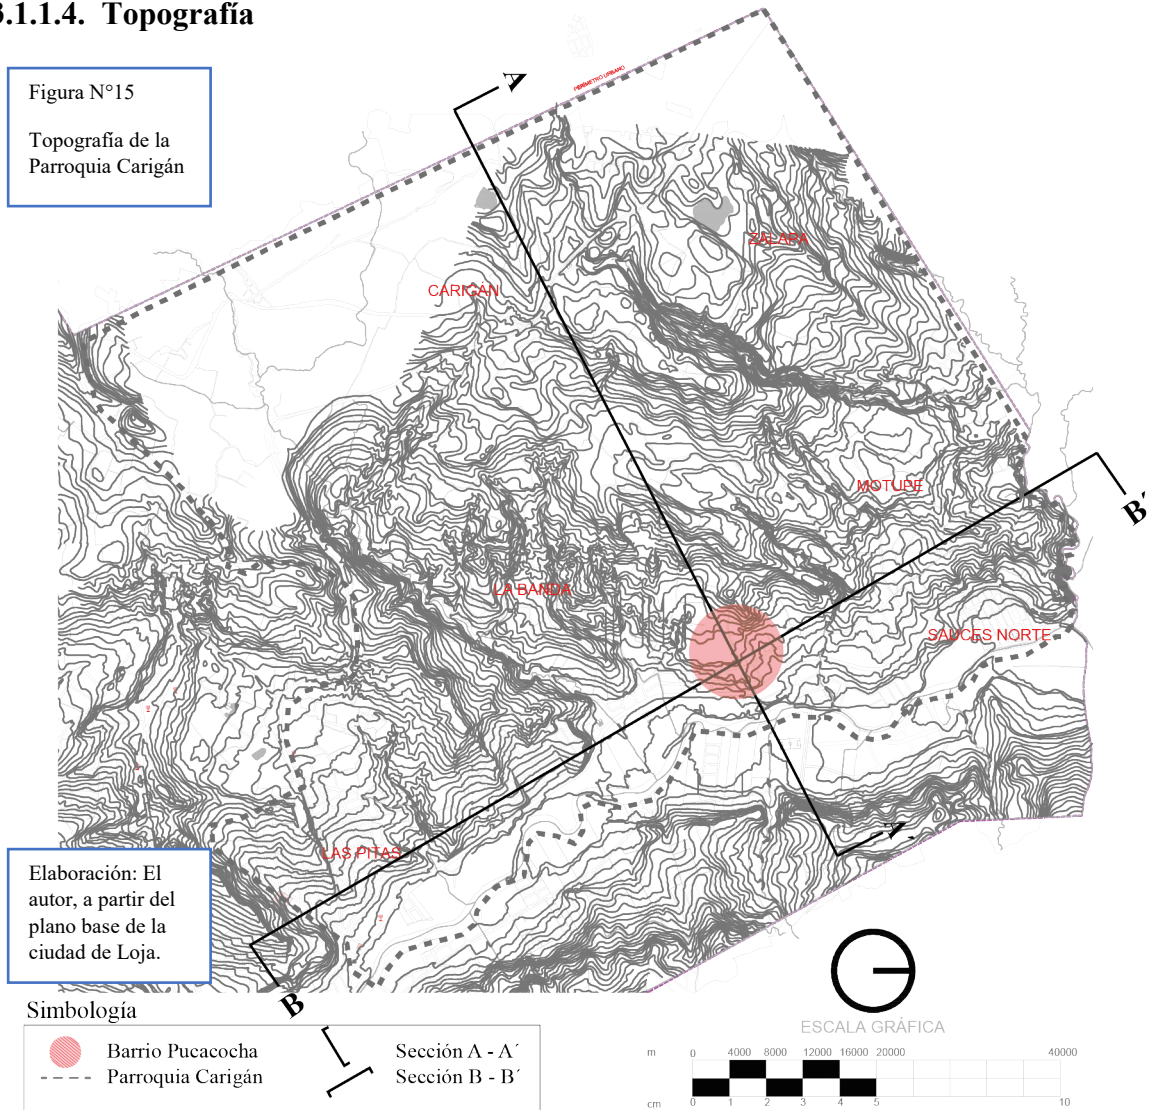 3.1.1.4. Topografía
Figura N°15
Topografía de la
Parroquia Carigán
A
PERÍMETRO URBANO
ZALAPA
CARIGÁN
MOTUPE
B´
LA BANDA
SAUCES NORTE
A´
LAS PITAS
Elaboración: El
autor, a partir del
plano base de la
ciudad de Loja.
B
Simbología
Barrio Pucacocha
Parroquia Carigán
Sección A - A´
Sección B - B´
ESCALA GRÁFICA
m 0 4000 8000 12000 16000 20000 40000
cm 0 1 2 3 4 5 10